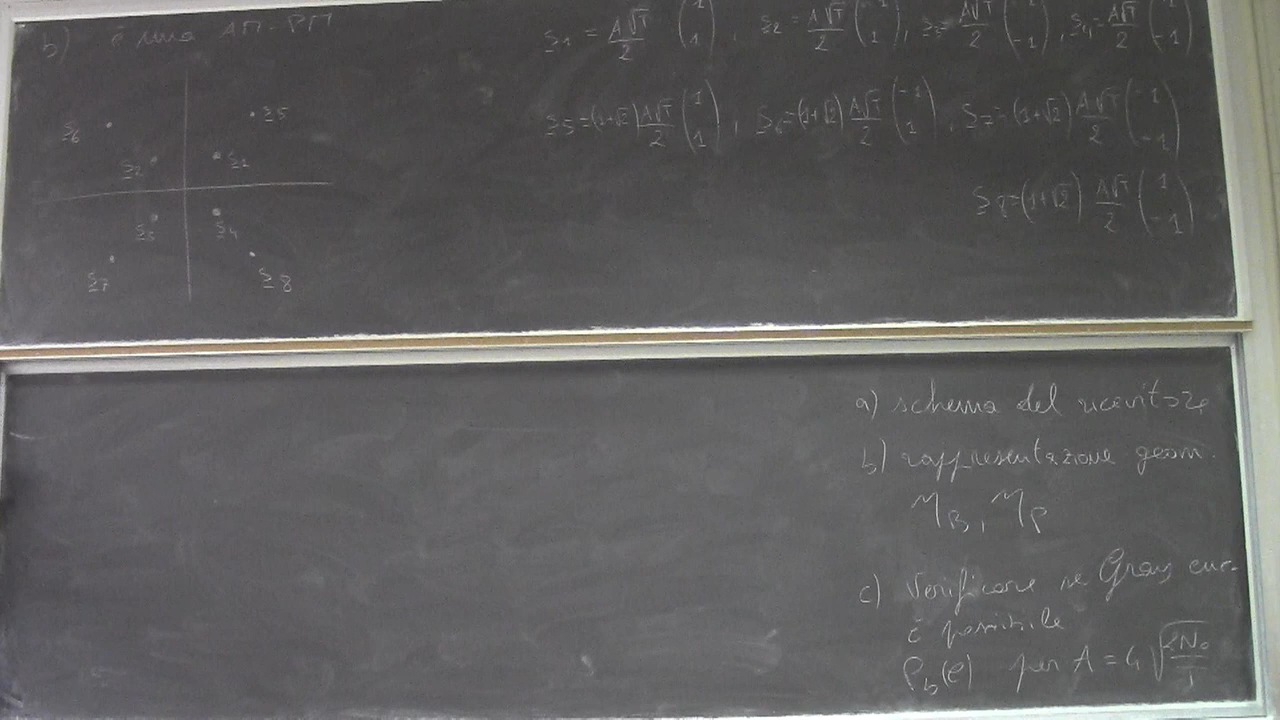 b) è una AM-PM
s1 = A√T/2 (1 1), s2 = A√T/2 (-1 1), s3 = A√T/2 (-1 -1), s4 = A√T/2 (1 -1)
s5 = (1+√2) A√T/2 (1 1), s6 = (1+√2) A√T/2 (-1 1), s7 = (1+√2) A√T/2 (-1 -1)
s8 = (1+√2) A√T/2 (1 -1)
s6 s5
s2 s1
s3 s4
s7 s8
a) schema del ricevitore
b) rappresentazione geom.
ηB, ηP
c) Verificare se Gray enc.
è possibile
Pb(e) per A = 4 √(2N0/T)